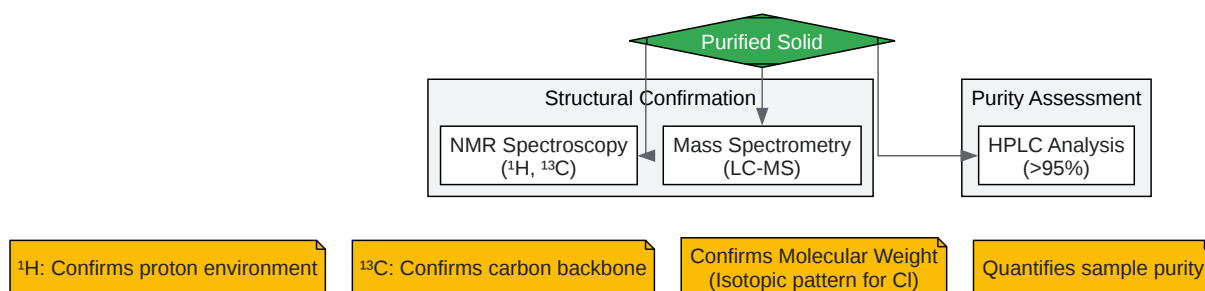 Purified Solid
Structural Confirmation
Purity Assessment
NMR Spectroscopy
(¹H, ¹³C)
Mass Spectrometry
(LC-MS)
HPLC Analysis
(>95%)
¹H: Confirms proton environment
¹³C: Confirms carbon backbone
Confirms Molecular Weight
(Isotopic pattern for Cl)
Quantifies sample purity